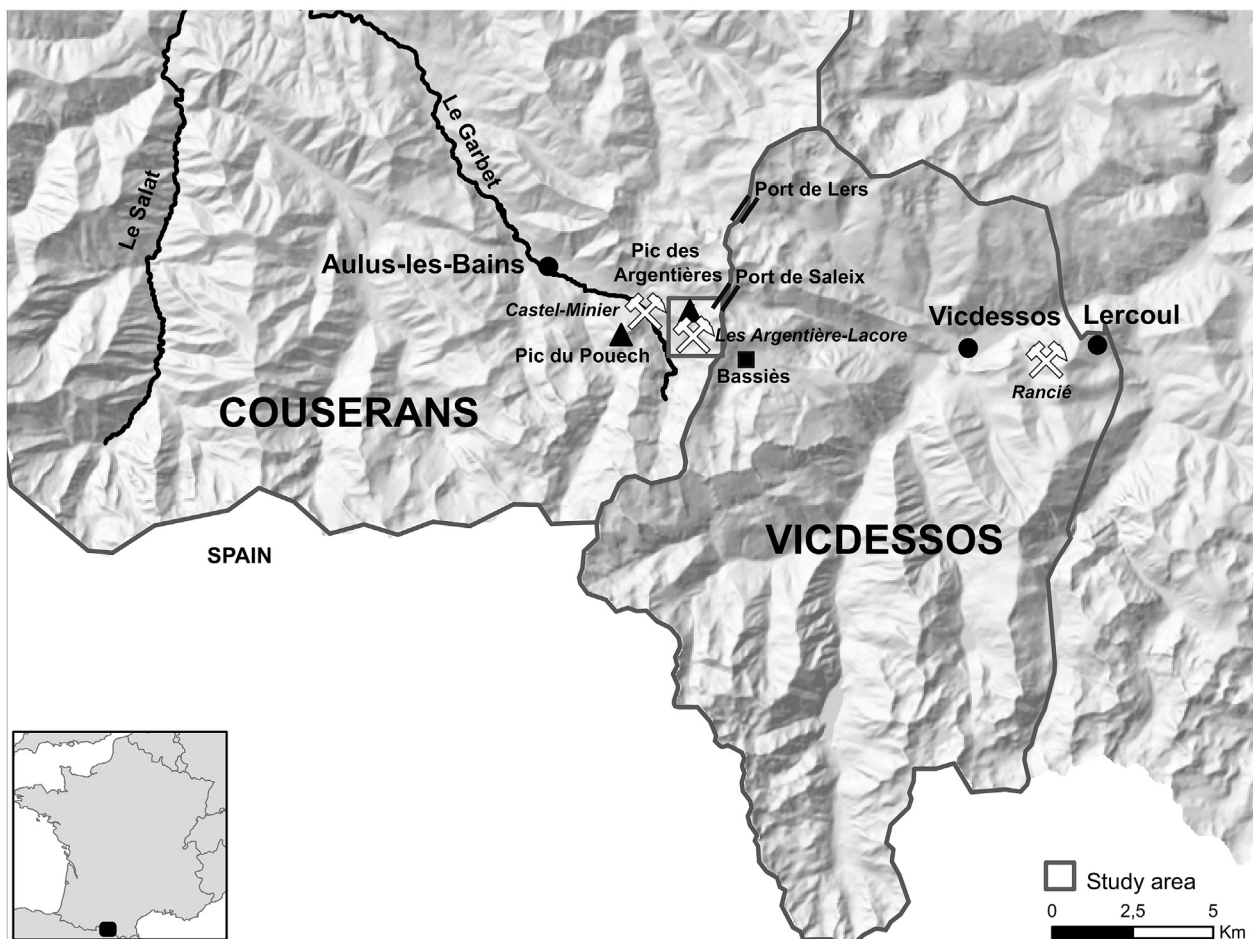 Le Salat
Le Garbet
Port de Lers
Pic des
Argentières
Port de Saleix
Aulus-les-Bains
Castel-Minier
Les Argentière-Lacore
Pic du Pouech
Bassiès
Vicdessos
Lercoul
Rancié
COUSERANS
VICDESSOS
SPAIN
Study area
0 2,5 5
Km